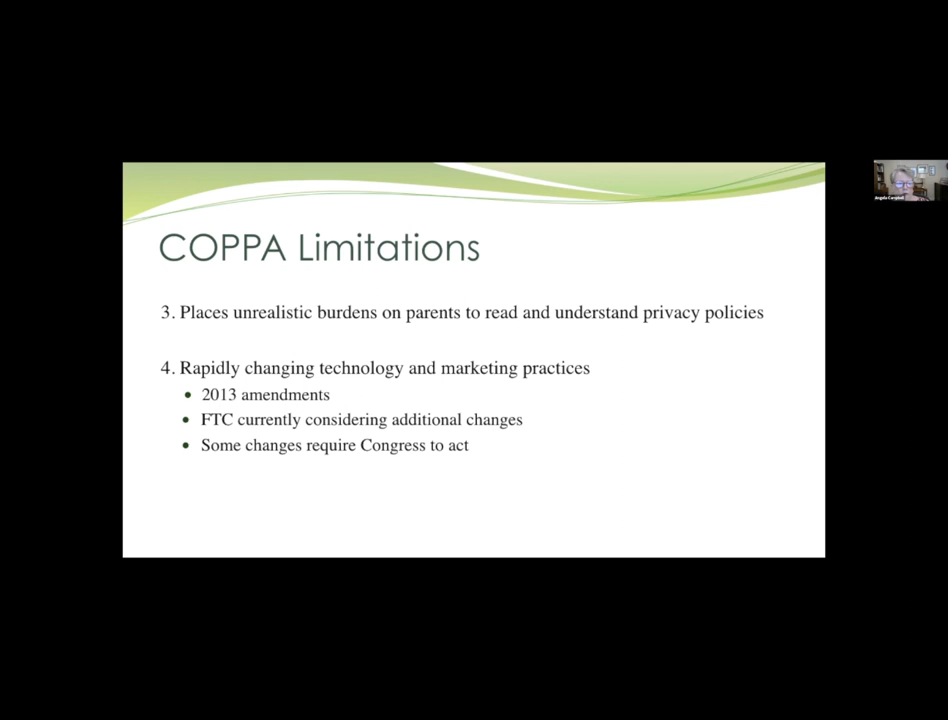 COPPA Limitations
3. Places unrealistic burdens on parents to read and understand privacy policies
4. Rapidly changing technology and marketing practices
• 2013 amendments
• FTC currently considering additional changes
• Some changes require Congress to act
Angela Campbell